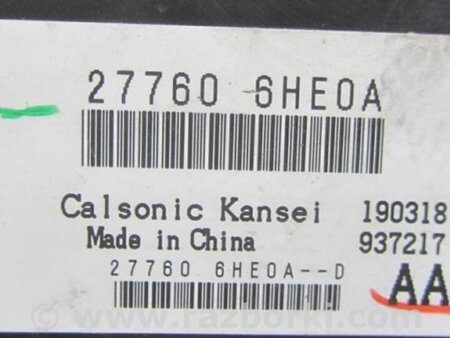 27760 6HE0A
Calsonic Kansei 190318
Made in China 937217
27760 6HE0A--D
AA
www.razborki.com